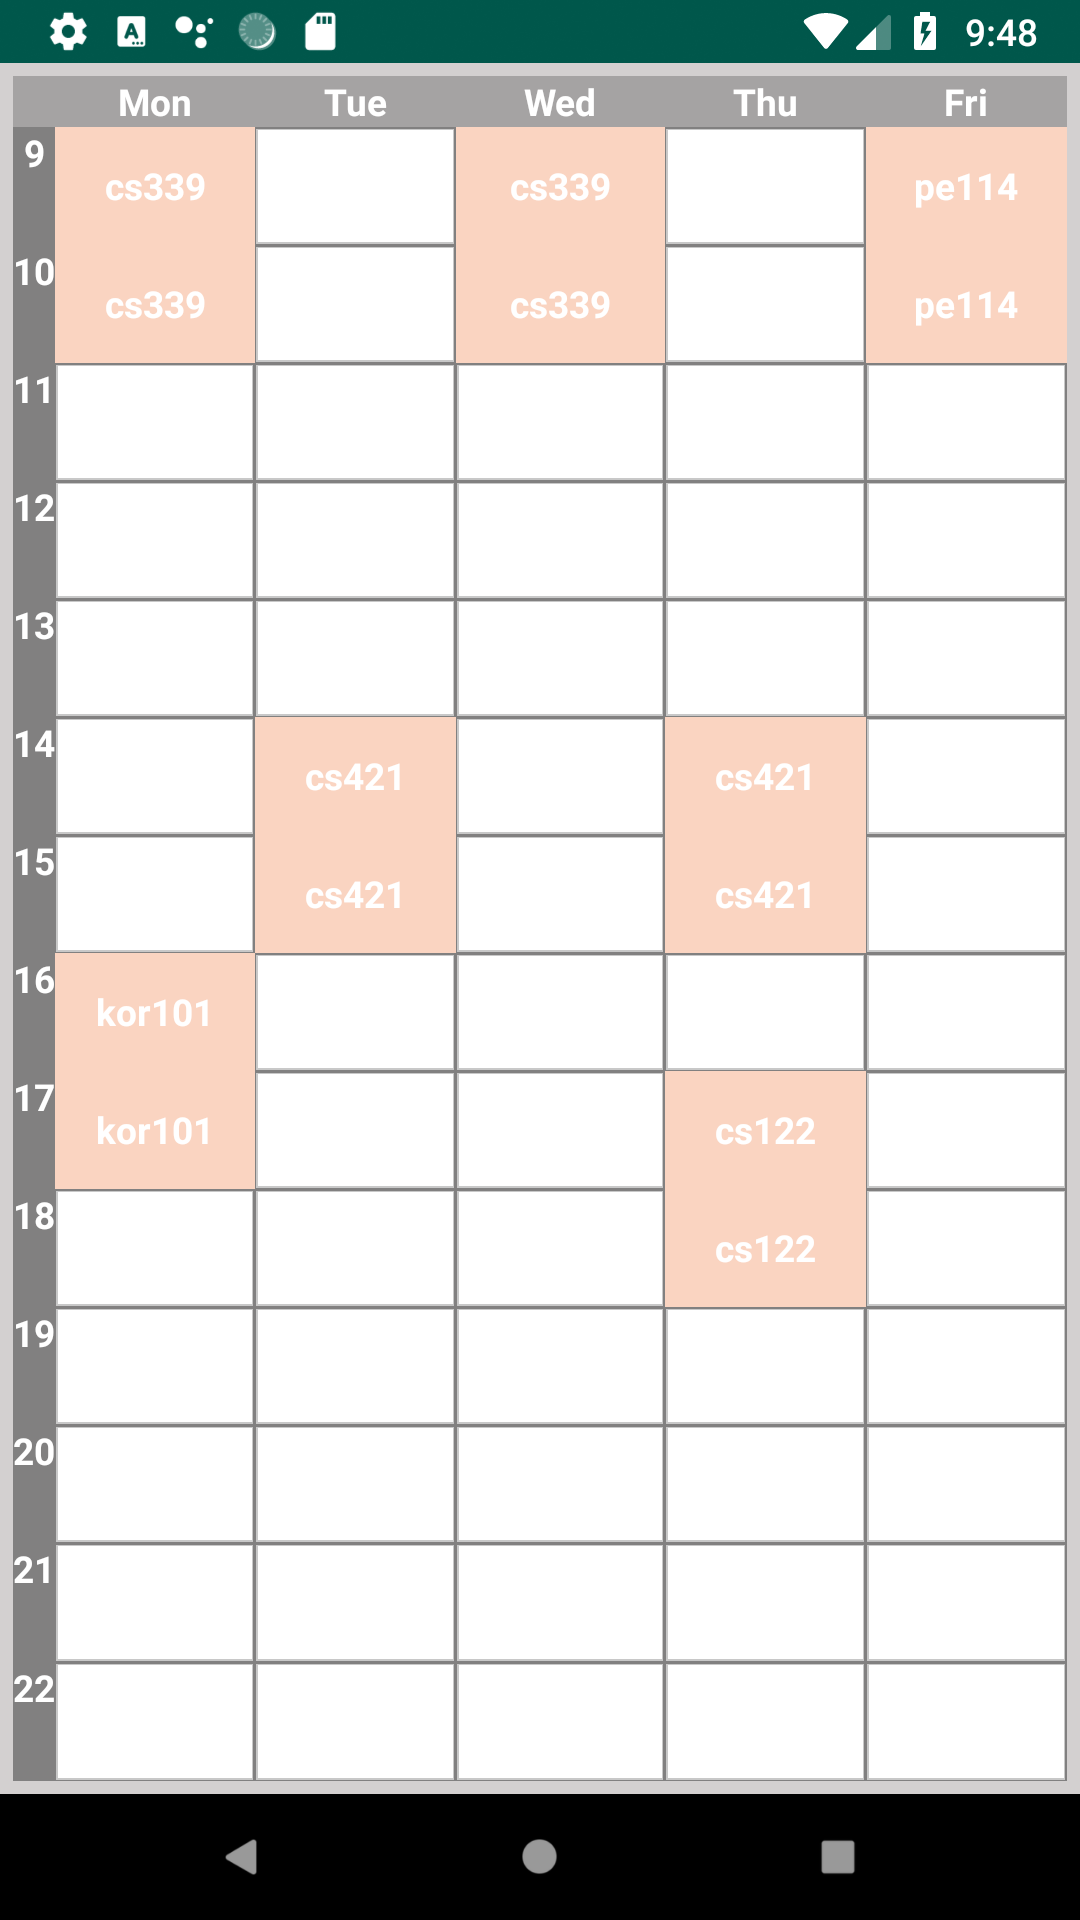 9:48
Mon Tue Wed Thu Fri
9 cs339 cs339 pe114
10 cs339 cs339 pe114
11
12
13
14 cs421 cs421
15 cs421 cs421
16 kor101
17 kor101 cs122
18 cs122
19
20
21
22